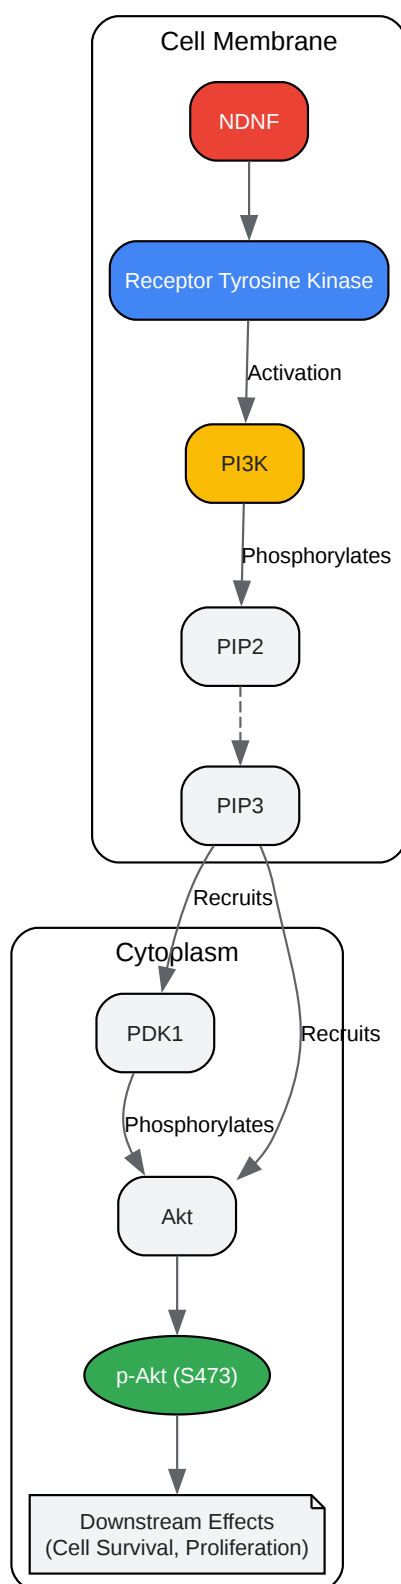 Cell Membrane
NDNF
Receptor Tyrosine Kinase
Activation
PI3K
Phosphorylates
PIP2
PIP3
Recruits
Cytoplasm
PDK1
Recruits
Phosphorylates
Akt
p-Akt (S473)
Downstream Effects
(Cell Survival, Proliferation)